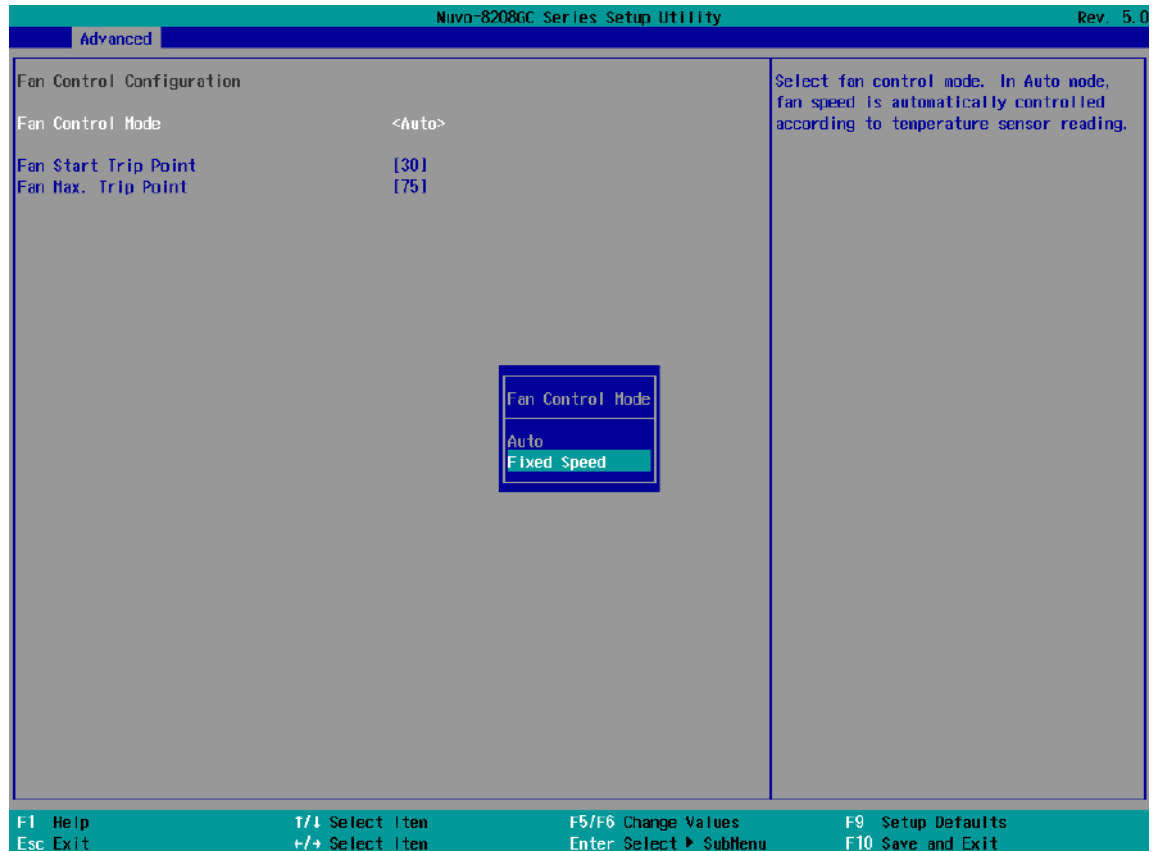 Nuvo-8208GC Series Setup Utility Rev. 5.0
Advanced
Fan Control Configuration
Fan Control Mode <Auto>
Fan Start Trip Point [30]
Fan Max. Trip Point [75]
Select fan control mode. In Auto mode,
fan speed is automatically controlled
according to temperature sensor reading.
Fan Control Mode
Auto
Fixed Speed
F1 Help ↑/↓ Select Item F5/F6 Change Values F9 Setup Defaults
Esc Exit ←/→ Select Item Enter Select ▶ SubMenu F10 Save and Exit